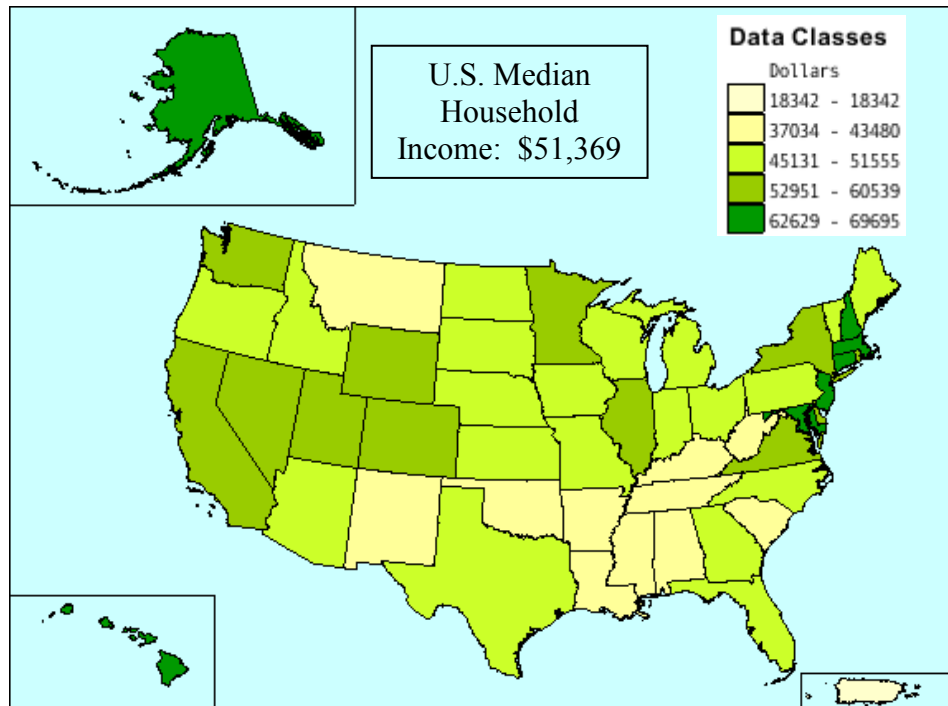 U.S. Median
Household
Income: $51,369
Data Classes
Dollars
18342 - 18342
37034 - 43480
45131 - 51555
52951 - 60539
62629 - 69695